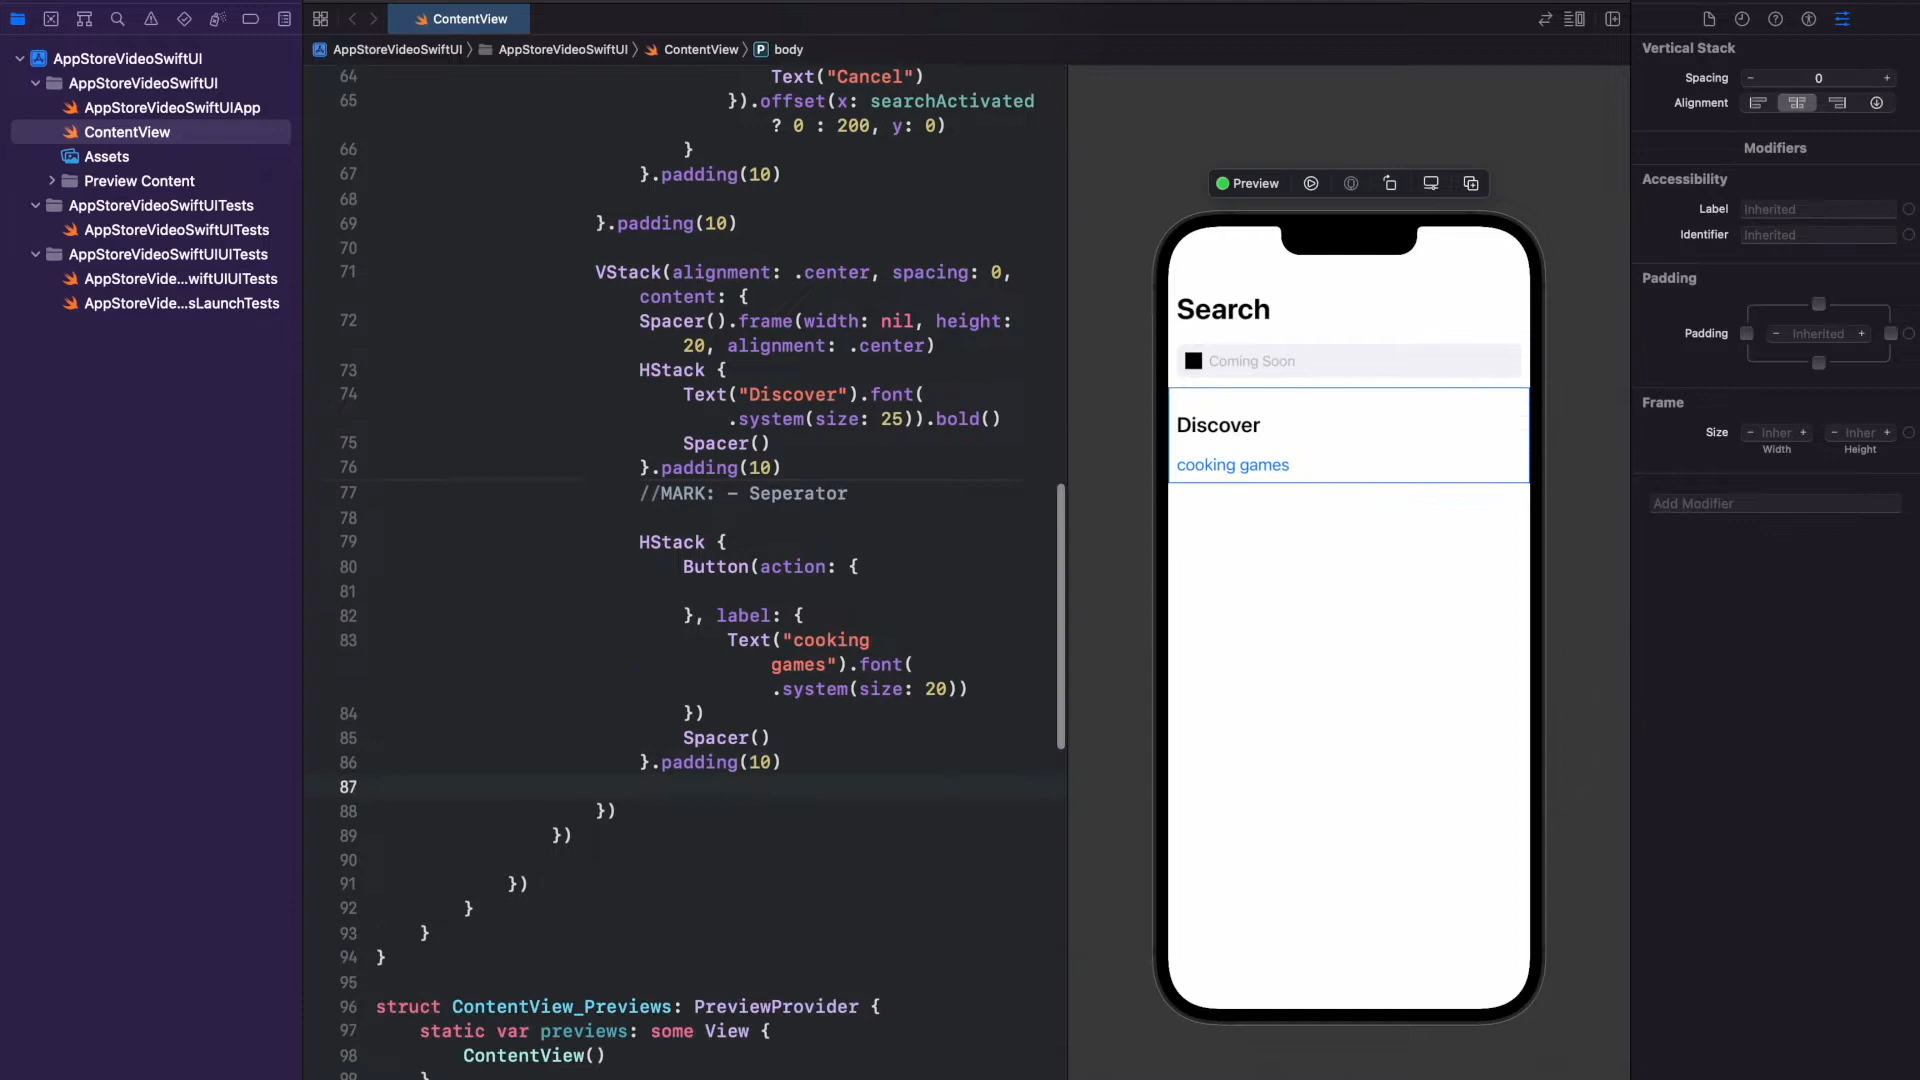 ContentView
AppStoreVideoSwiftUI
AppStoreVideoSwiftUI
AppStoreVideoSwiftUIApp
ContentView
Assets
Preview Content
AppStoreVideoSwiftUITests
AppStoreVideoSwiftUITests
AppStoreVideoSwiftUIUITests
AppStoreVide...wiftUIUITests
AppStoreVide...sLaunchTests
AppStoreVideoSwiftUI
AppStoreVideoSwiftUI
ContentView
P body
64 Text("Cancel")
65 }).offset(x: searchActivated
? 0 : 200, y: 0)
66 }
67 }.padding(10)
68
69 }.padding(10)
70
71 VStack(alignment: .center, spacing: 0,
content: {
72 Spacer().frame(width: nil, height:
20, alignment: .center)
73 HStack {
74 Text("Discover").font(
.system(size: 25)).bold()
75 Spacer()
76 }.padding(10)
77 //MARK: - Seperator
78
79 HStack {
80 Button(action: {
81
82 }, label: {
83 Text("cooking
games").font(
.system(size: 20))
84 })
85 Spacer()
86 }.padding(10)
87
88 })
89 })
90
91 })
92 }
93 }
94 }
95
96 struct ContentView_Previews: PreviewProvider {
97 static var previews: some View {
98 ContentView()
99 }
Preview
Search
Coming Soon
Discover
cooking games
Vertical Stack
Spacing - 0 +
Alignment
Modifiers
Accessibility
Label Inherited
Identifier Inherited
Padding
Padding - Inherited +
Frame
Size - Inher + - Inher +
Width Height
Add Modifier